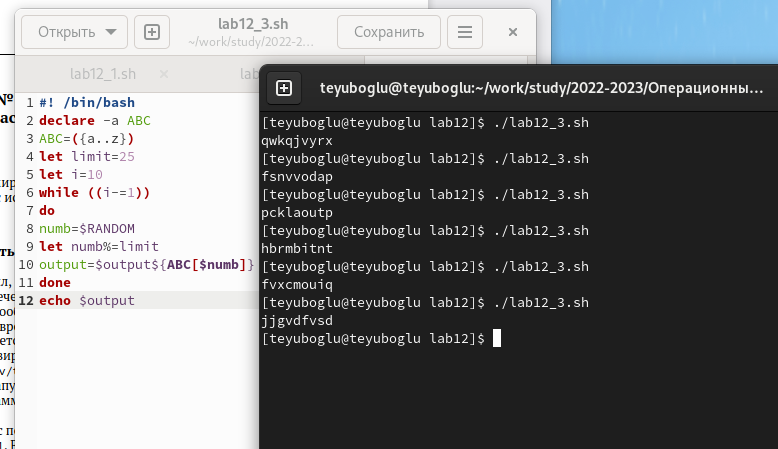 Открыть
lab12_3.sh
~/work/study/2022-2...
Сохранить
lab12_1.sh
lab
1 #! /bin/bash
2 declare -a ABC
3 ABC=({a..z})
4 let limit=25
5 let i=10
6 while ((i-=1))
7 do
8 numb=$RANDOM
9 let numb%=limit
10 output=$output${ABC[$numb]}
11 done
12 echo $output
teyuboglu@teyuboglu:~/work/study/2022-2023/Операционны...
[teyuboglu@teyuboglu lab12]$ ./lab12_3.sh
qwkqjvyrx
[teyuboglu@teyuboglu lab12]$ ./lab12_3.sh
fsnvvodap
[teyuboglu@teyuboglu lab12]$ ./lab12_3.sh
pcklaoutp
[teyuboglu@teyuboglu lab12]$ ./lab12_3.sh
hbrmbitnt
[teyuboglu@teyuboglu lab12]$ ./lab12_3.sh
fvxcmouiq
[teyuboglu@teyuboglu lab12]$ ./lab12_3.sh
jjgvdfvsd
[teyuboglu@teyuboglu lab12]$